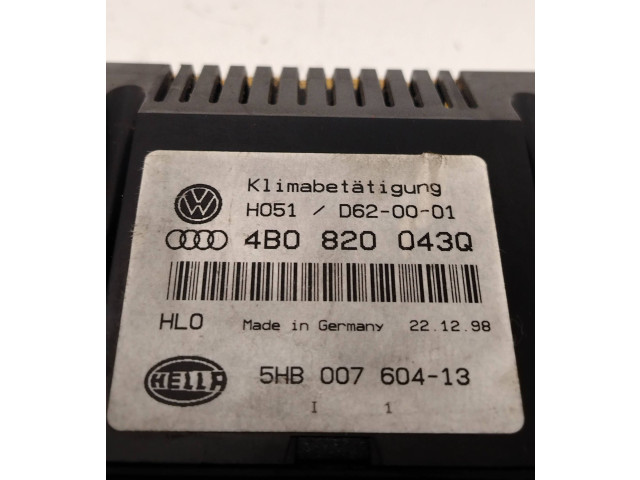 Klimabetätigung
H051 / D62-00-01
4B0 820 043Q
HLO Made in Germany 22.12.98
HELLA 5HB 007 604-13
I 1